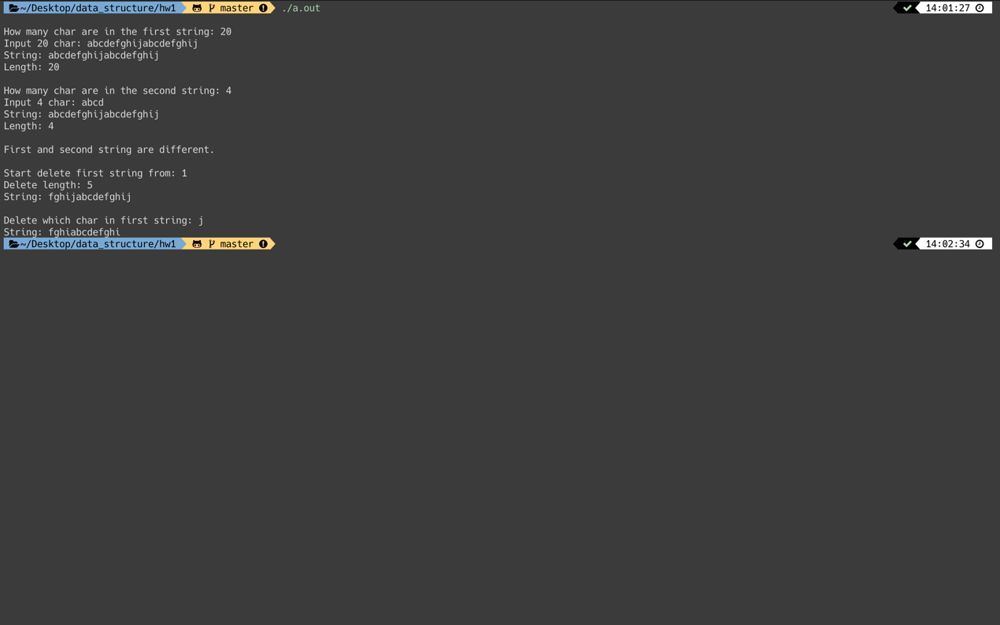 ~/Desktop/data_structure/hw1 master ./a.out 14:01:27
How many char are in the first string: 20
Input 20 char: abcdefghijabcdefghij
String: abcdefghijabcdefghij
Length: 20
How many char are in the second string: 4
Input 4 char: abcd
String: abcdefghijabcdefghij
Length: 4
First and second string are different.
Start delete first string from: 1
Delete length: 5
String: fghijabcdefghij
Delete which char in first string: j
String: fghiabcdefghi
~/Desktop/data_structure/hw1 master 14:02:34